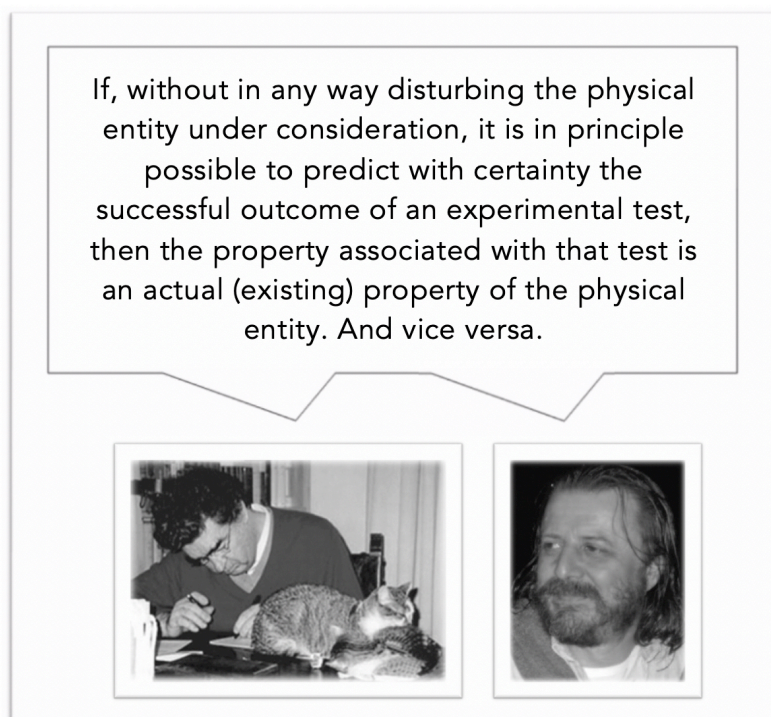 If, without in any way disturbing the physical
entity under consideration, it is in principle
possible to predict with certainty the
successful outcome of an experimental test,
then the property associated with that test is
an actual (existing) property of the physical
entity. And vice versa.